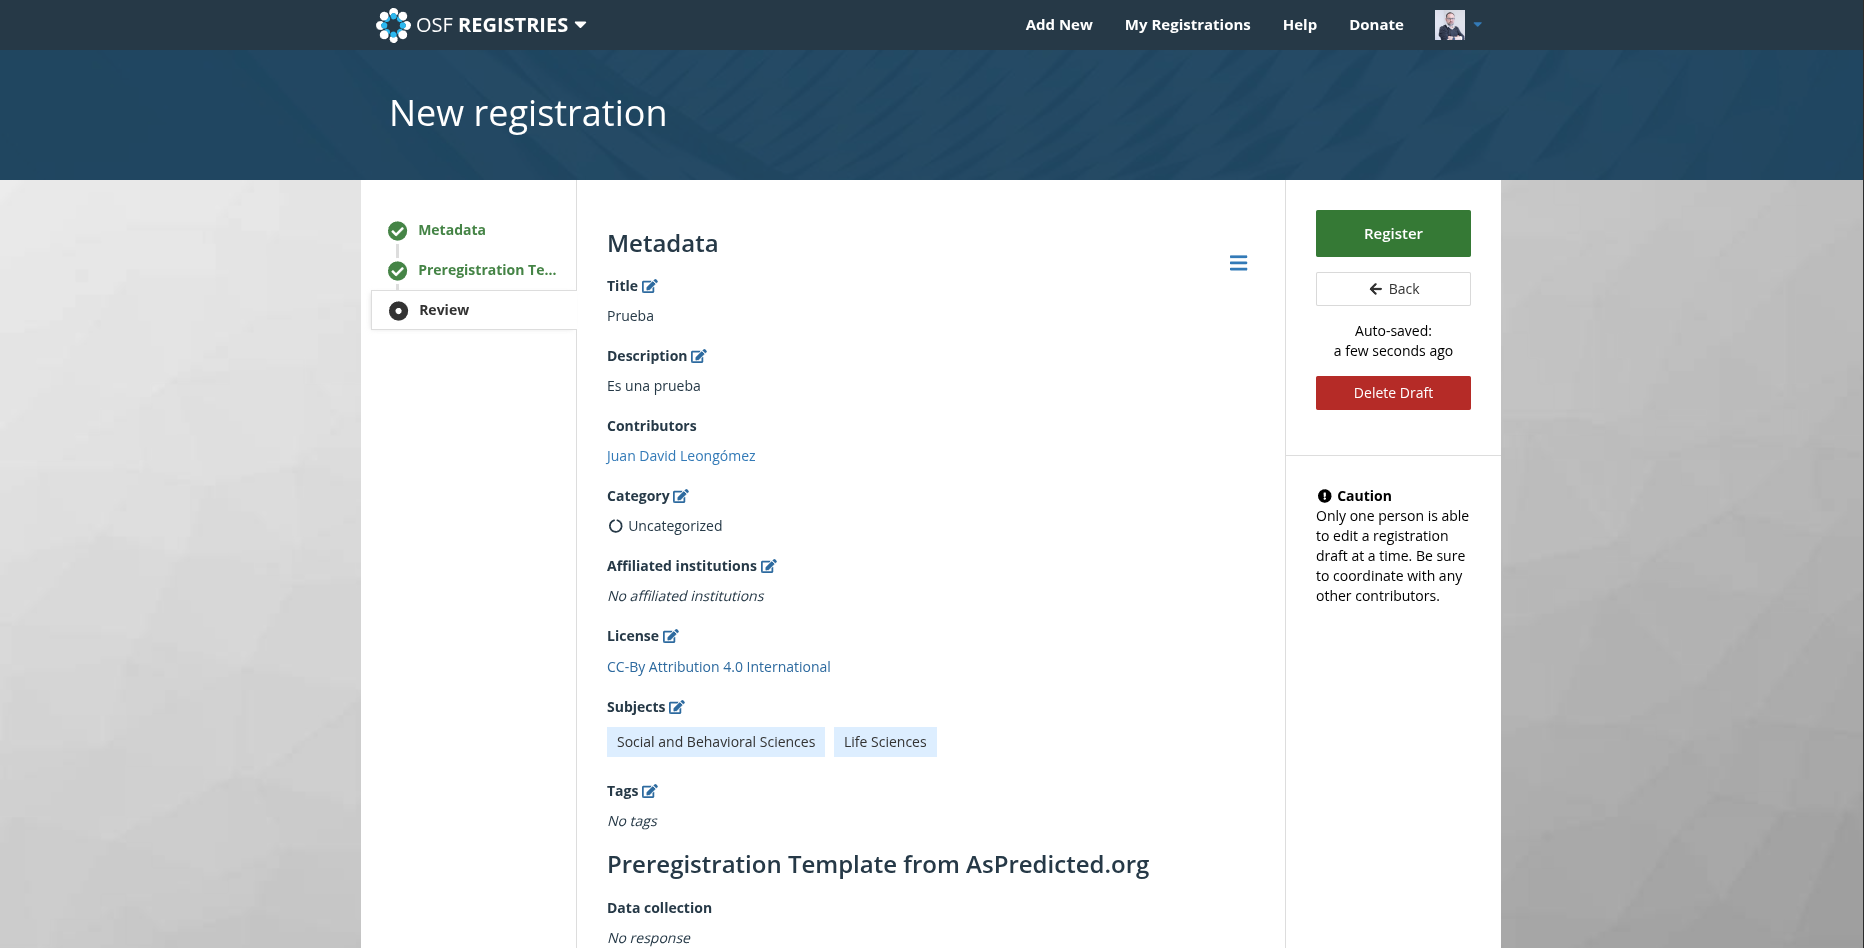 OSF REGISTRIES
Add New
My Registrations
Help
Donate
New registration
Metadata
Preregistration Te...
Review
Metadata
Title
Prueba
Description
Es una prueba
Contributors
Juan David Leongómez
Category
Uncategorized
Affiliated institutions
No affiliated institutions
License
CC-By Attribution 4.0 International
Subjects
Social and Behavioral Sciences
Life Sciences
Tags
No tags
Preregistration Template from AsPredicted.org
Data collection
No response
Register
Back
Auto-saved:
a few seconds ago
Delete Draft
Caution
Only one person is able
to edit a registration
draft at a time. Be sure
to coordinate with any
other contributors.